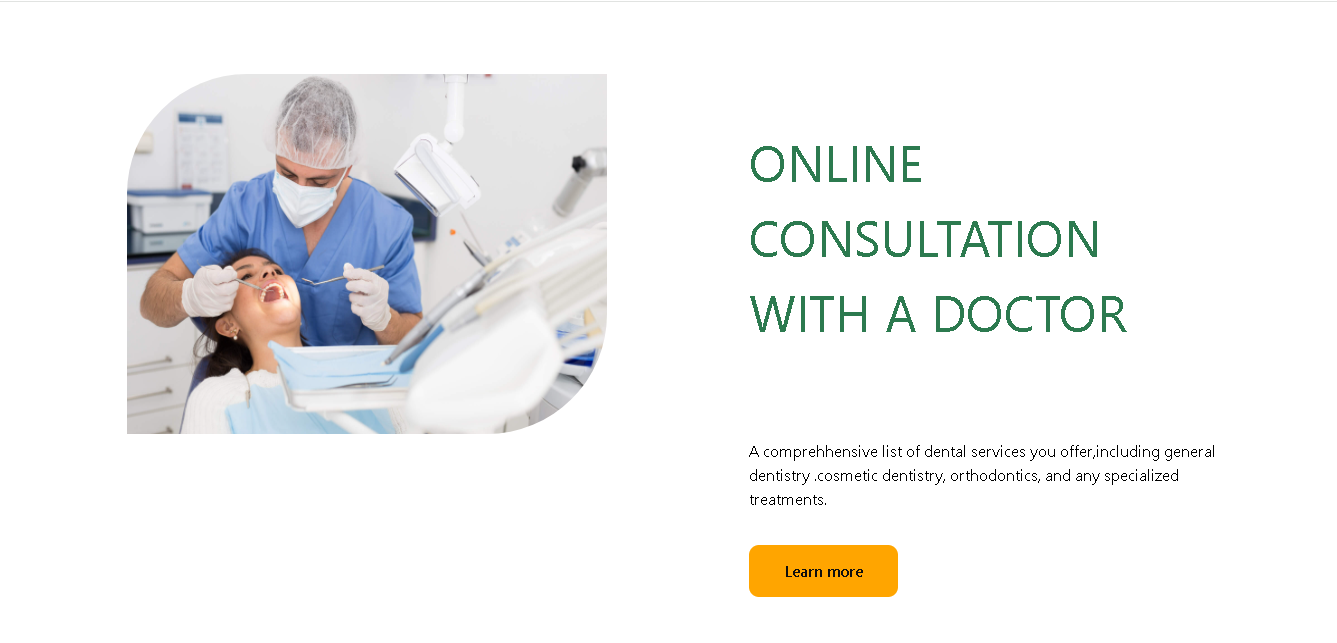 ONLINE
CONSULTATION
WITH A DOCTOR
A comprehhensive list of dental services you offer,including general
dentistry .cosmetic dentistry, orthodontics, and any specialized
treatments.
Learn more